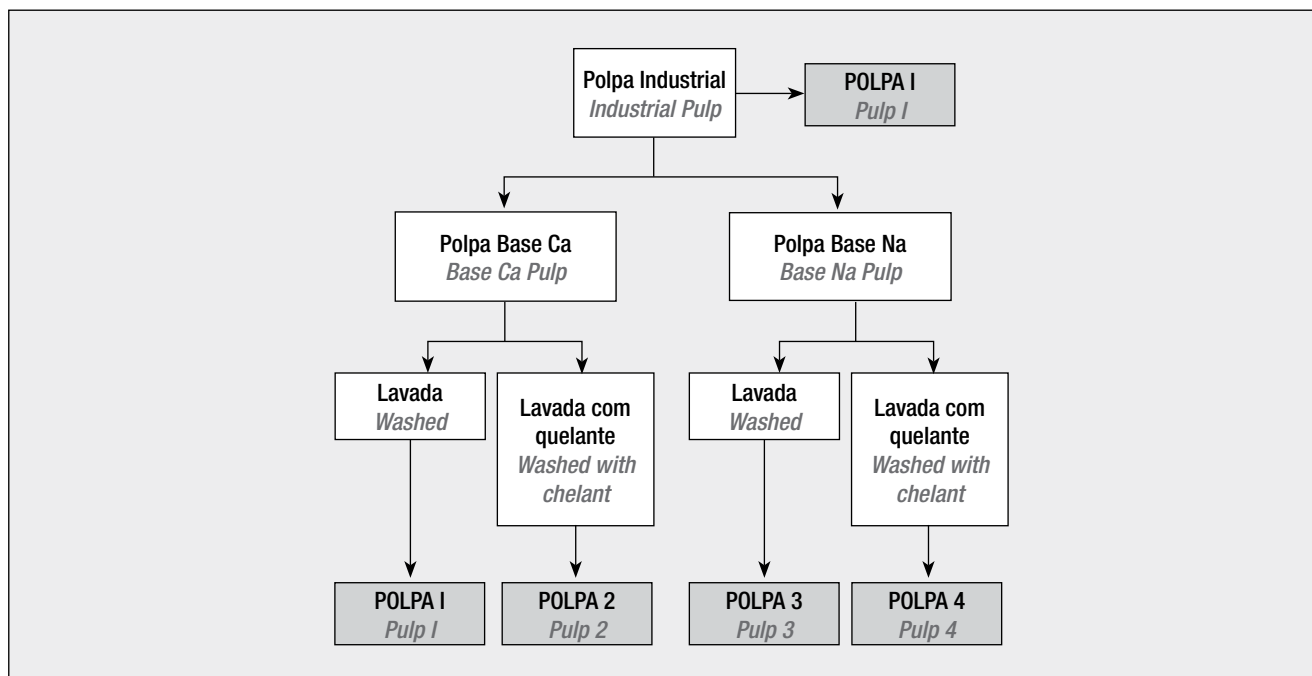 Polpa Industrial
Industrial Pulp
POLPA I
Pulp I
Polpa Base Ca
Base Ca Pulp
Polpa Base Na
Base Na Pulp
Lavada
Washed
Lavada com
quelante
Washed with
chelant
Lavada
Washed
Lavada com
quelante
Washed with
chelant
POLPA I
Pulp I
POLPA 2
Pulp 2
POLPA 3
Pulp 3
POLPA 4
Pulp 4